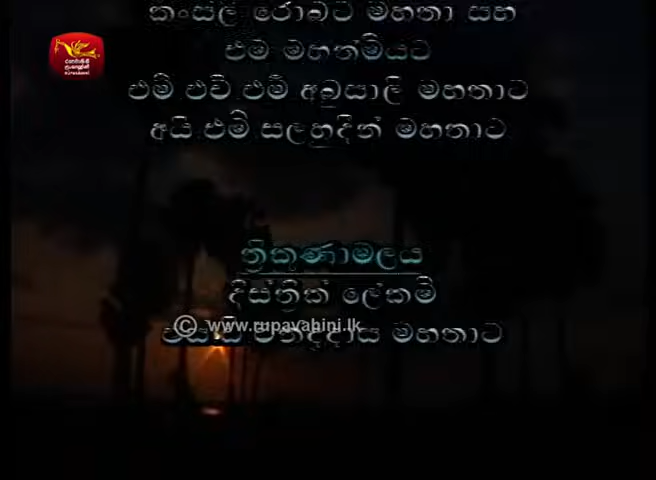 කංසලි රොබට් මහතා සහ
එම මහත්මියට
එම් එච් එම් අබුසාලි මහතාට
අයි එම් සලහුදීන් මහතාට
ත්‍රිකුණාමලය
දිස්ත්‍රික් ලේකම්
© www.rupavahini.lk
මහතාට